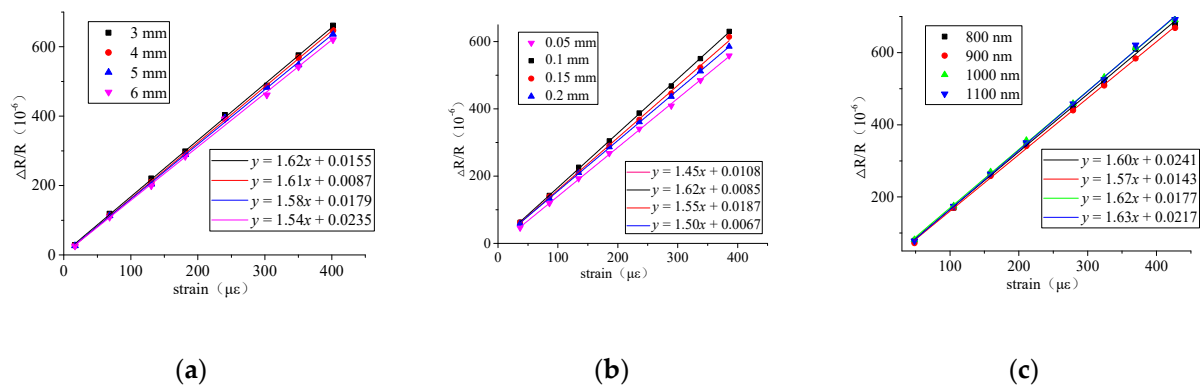 3 mm
4 mm
5 mm
6 mm
y = 1.62x + 0.0155
y = 1.61x + 0.0087
y = 1.58x + 0.0179
y = 1.54x + 0.0235
600
400
200
0
0
100
200
300
400
500
△R/R（10⁻⁶）
strain（με）
(a)
0.05 mm
0.1 mm
0.15 mm
0.2 mm
y = 1.45x + 0.0108
y = 1.62x + 0.0085
y = 1.55x + 0.0187
y = 1.50x + 0.0067
600
400
200
0
0
100
200
300
400
△R/R（10⁻⁶）
strain（με）
(b)
800 nm
900 nm
1000 nm
1100 nm
y = 1.60x + 0.0241
y = 1.57x + 0.0143
y = 1.62x + 0.0177
y = 1.63x + 0.0217
600
400
200
100
200
300
400
△R/R（10⁻⁶）
strain（με）
(c)